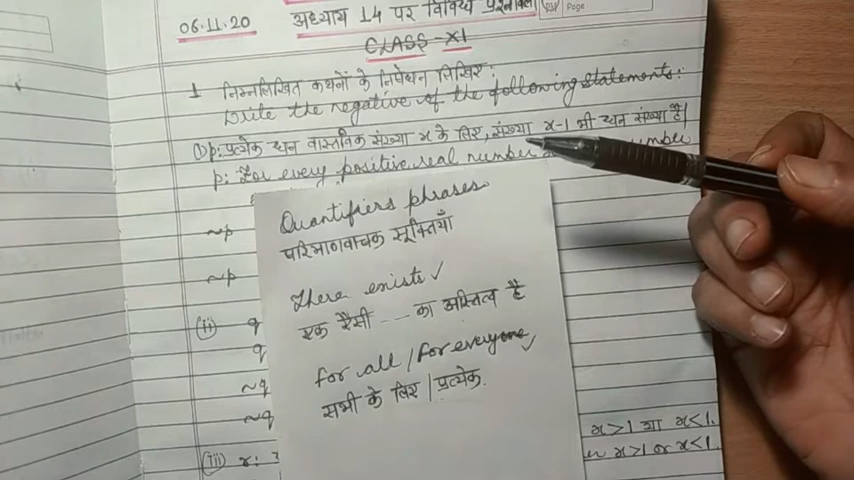 06.11.20
अध्याय 14 पर विविध प्रश्नावली
Page
CLASS-XI
1 निम्नलिखित कथनों के निषेधन लिखिए:
Write the negative of the following statements:
(i) p: प्रत्येक धन वास्तविक संख्या x के लिए, संख्या x-1 भी धन संख्या है।
p: For every positive real number
Quantifiers phrases
परिमाणवाचक सूक्तियाँ
There exists ✓
एक ऐसी --- का अस्तित्व है
For all / For everyone ✓
सभी के लिए / प्रत्येक
~p
~p
(ii) q
q
~q
~q
x>1 या x<1.
x>1 or x<1.
(iii) r: